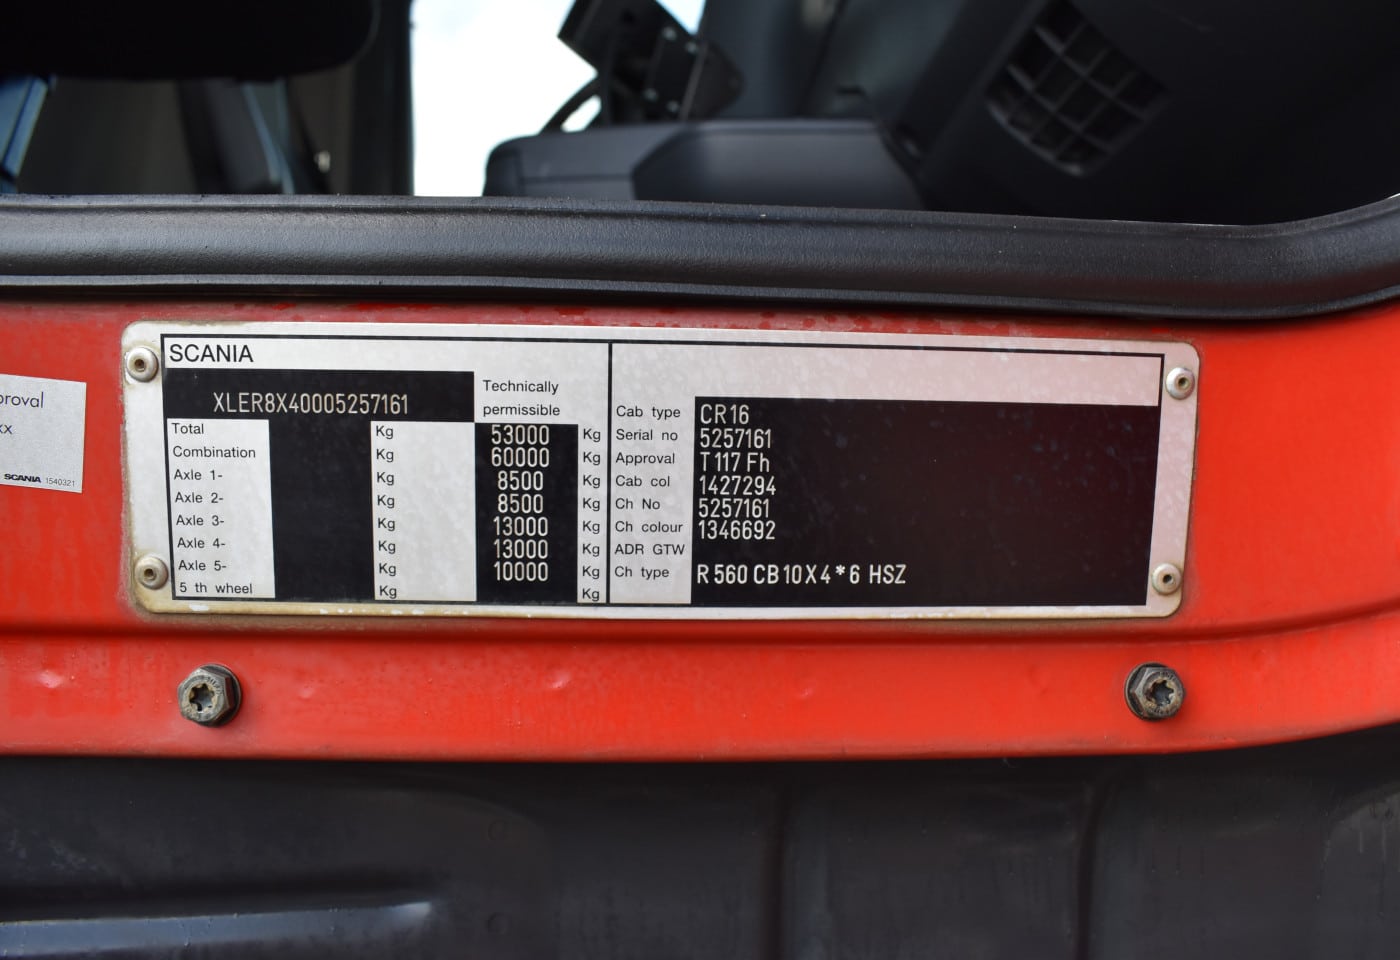 SCANIA
XLER8X40005257161
Technically
permissible
Total Kg 53000 Kg
Combination Kg 60000 Kg
Axle 1- Kg 8500 Kg
Axle 2- Kg 8500 Kg
Axle 3- Kg 13000 Kg
Axle 4- Kg 13000 Kg
Axle 5- Kg 10000 Kg
5 th wheel Kg Kg
Cab type CR16
Serial no 5257161
Approval T 117 Fh
Cab col 1427294
Ch No 5257161
Ch colour 1346692
ADR GTW
Ch type R 560 CB 10 X 4 * 6 HSZ
SCANIA 1540321